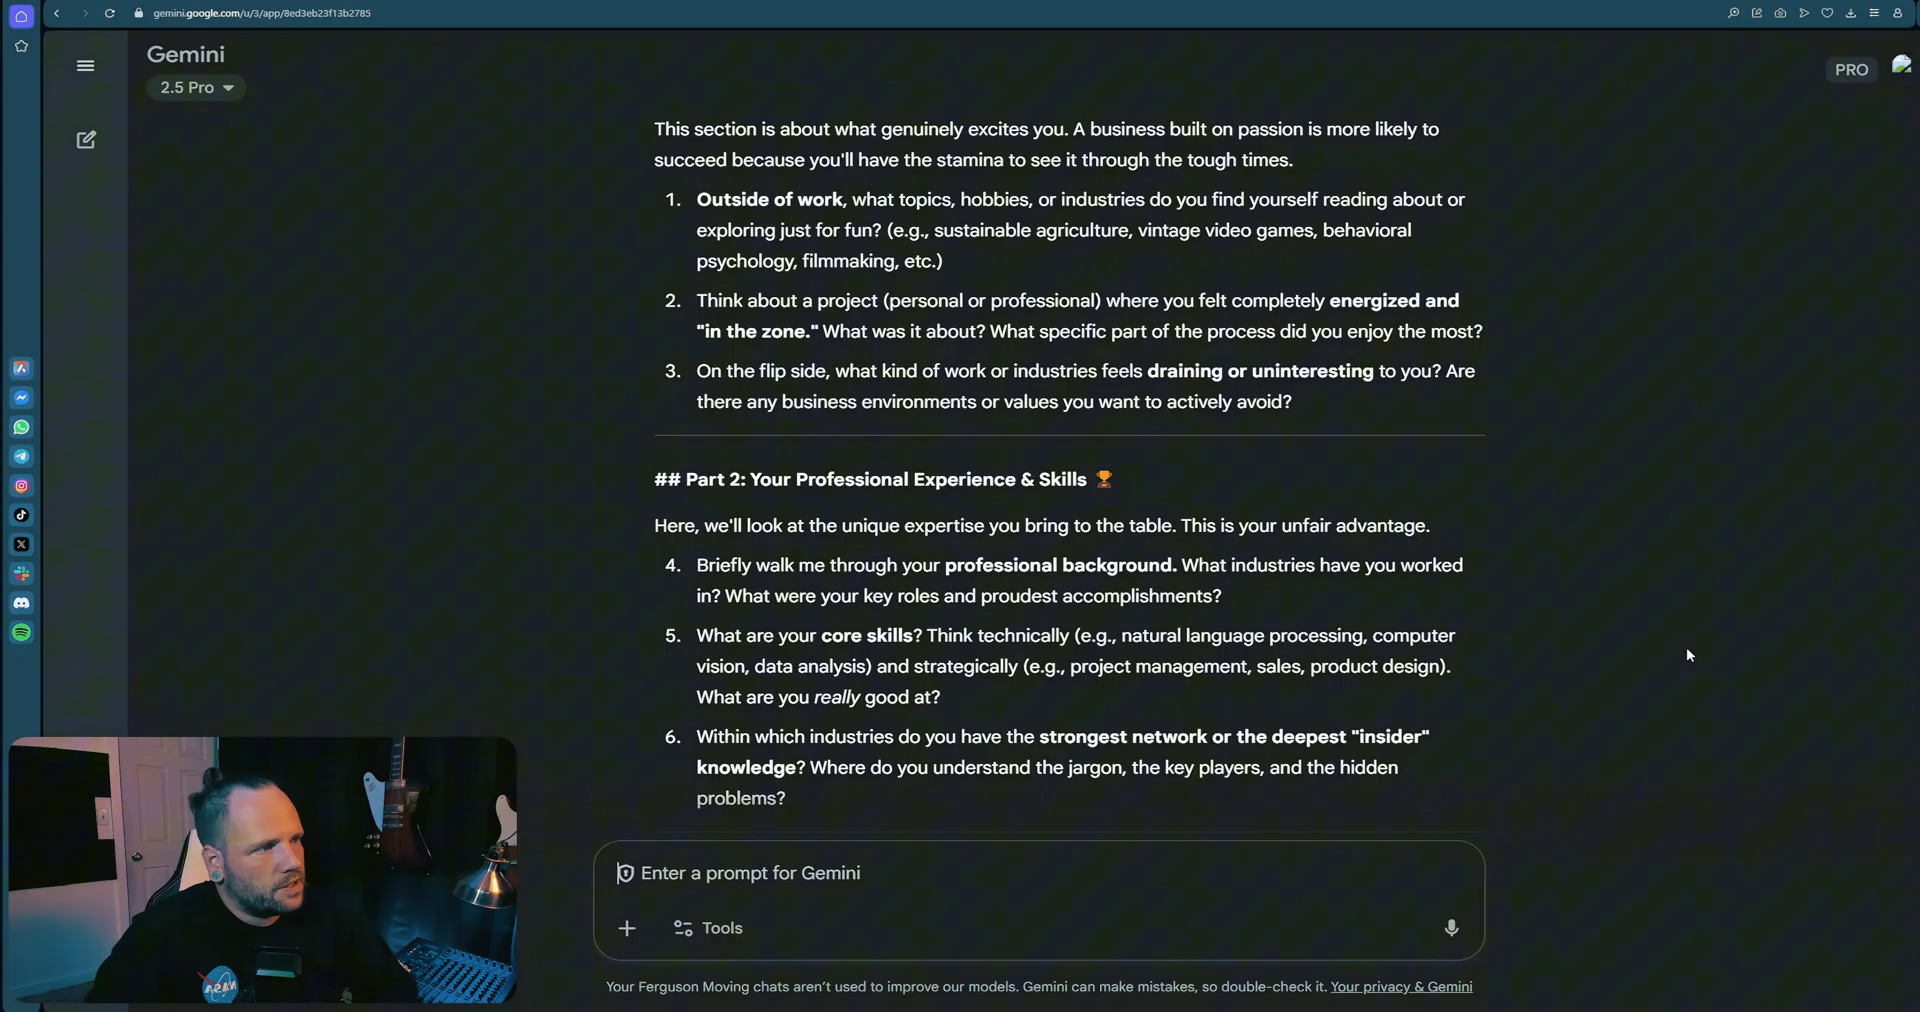 gemini.google.com/u/3/app/8ed3eb23f13b2785
Gemini
2.5 Pro
PRO
This section is about what genuinely excites you. A business built on passion is more likely to
succeed because you'll have the stamina to see it through the tough times.
1. Outside of work, what topics, hobbies, or industries do you find yourself reading about or
exploring just for fun? (e.g., sustainable agriculture, vintage video games, behavioral
psychology, filmmaking, etc.)
2. Think about a project (personal or professional) where you felt completely energized and
"in the zone." What was it about? What specific part of the process did you enjoy the most?
3. On the flip side, what kind of work or industries feels draining or uninteresting to you? Are
there any business environments or values you want to actively avoid?
## Part 2: Your Professional Experience & Skills 🏆
Here, we'll look at the unique expertise you bring to the table. This is your unfair advantage.
4. Briefly walk me through your professional background. What industries have you worked
in? What were your key roles and proudest accomplishments?
5. What are your core skills? Think technically (e.g., natural language processing, computer
vision, data analysis) and strategically (e.g., project management, sales, product design).
What are you really good at?
6. Within which industries do you have the strongest network or the deepest "insider"
knowledge? Where do you understand the jargon, the key players, and the hidden
problems?
Enter a prompt for Gemini
Tools
Your Ferguson Moving chats aren't used to improve our models. Gemini can make mistakes, so double-check it. Your privacy & Gemini
NASA